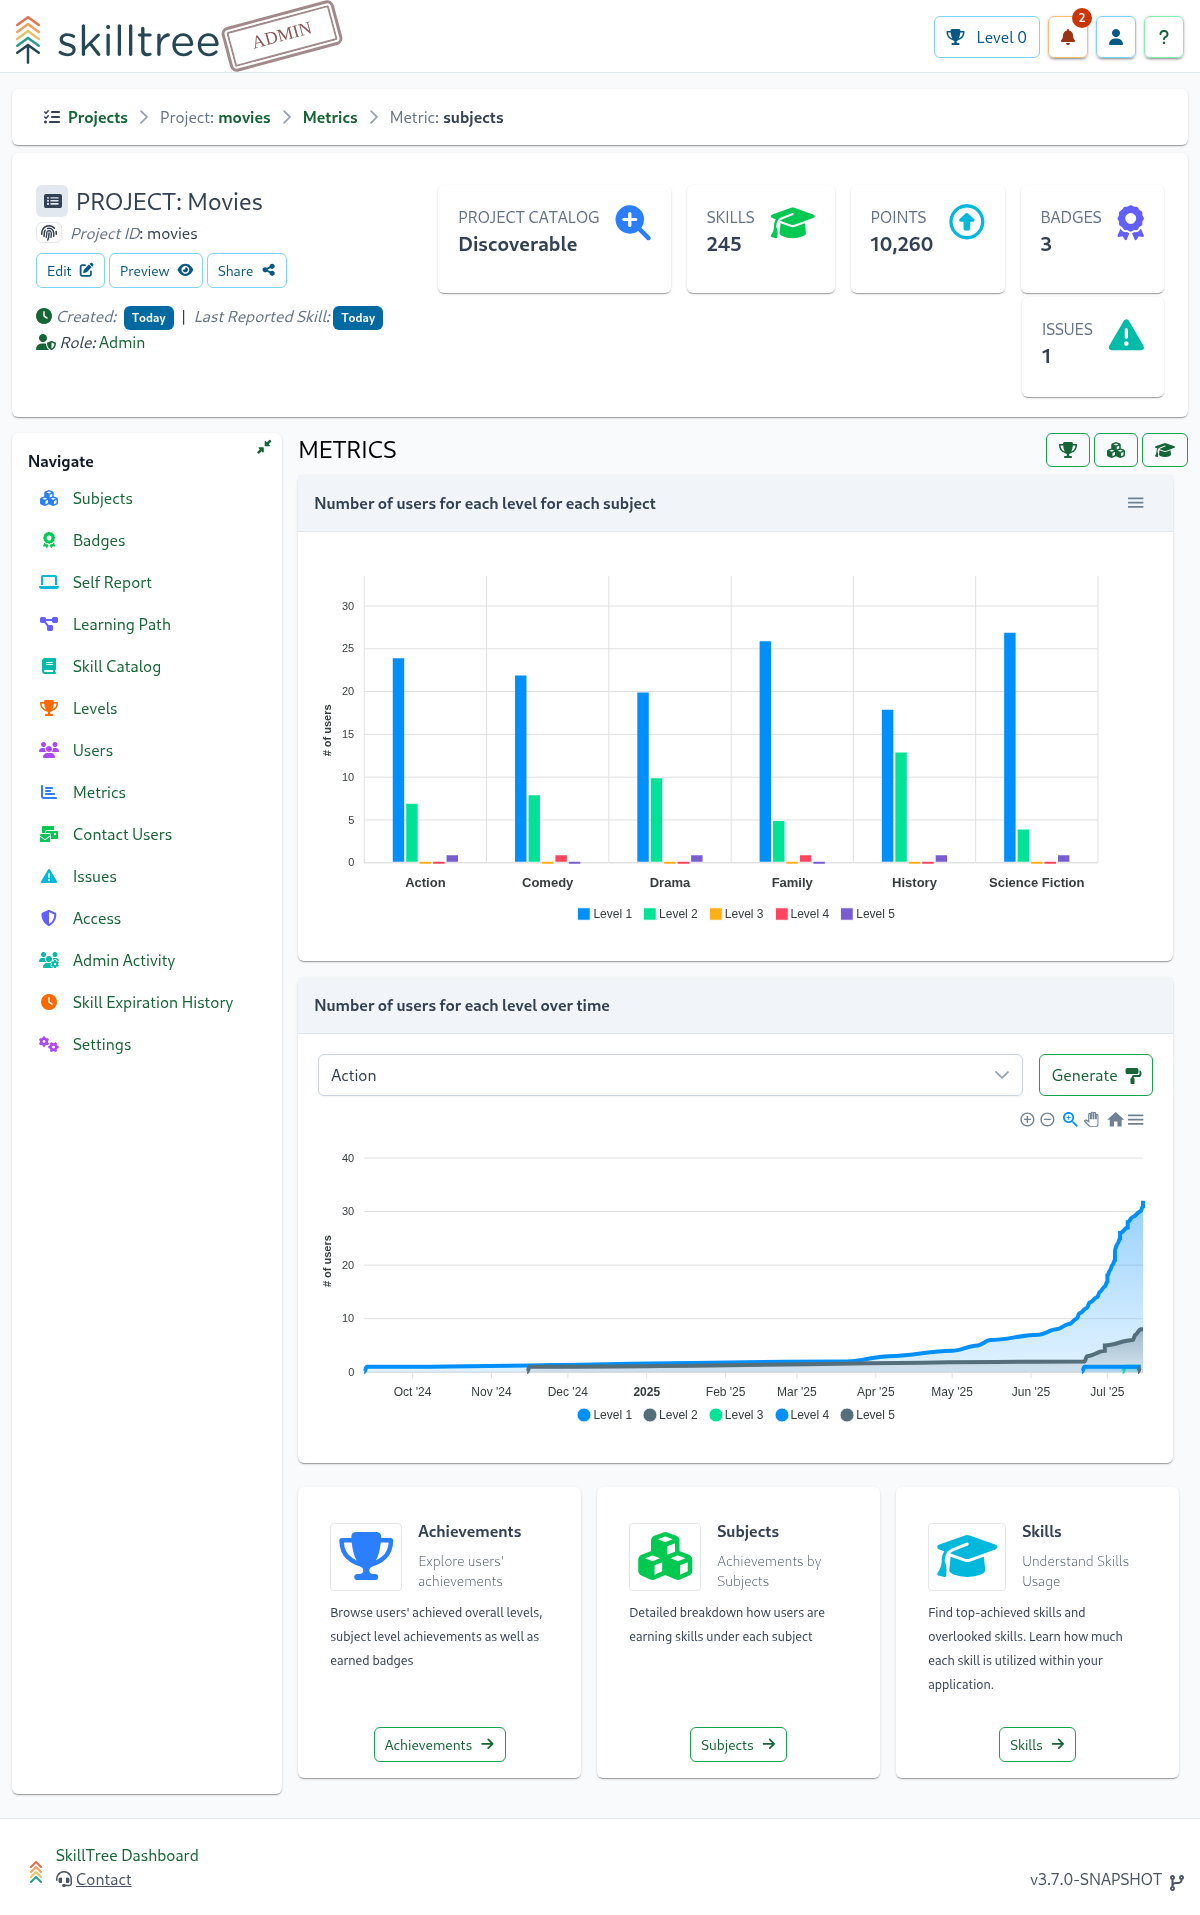 skilltree ADMIN
Level 0
2
?
Projects > Project: movies > Metrics > Metric: subjects
PROJECT: Movies
Project ID: movies
Edit Preview Share
Created: Today | Last Reported Skill: Today
Role: Admin
PROJECT CATALOG
Discoverable
SKILLS
245
POINTS
10,260
BADGES
3
ISSUES
1
Navigate
Subjects
Badges
Self Report
Learning Path
Skill Catalog
Levels
Users
Metrics
Contact Users
Issues
Access
Admin Activity
Skill Expiration History
Settings
METRICS
Number of users for each level for each subject
# of users
30
25
20
15
10
5
0
Action Comedy Drama Family History Science Fiction
Level 1 Level 2 Level 3 Level 4 Level 5
Number of users for each level over time
Action
Generate
# of users
40
30
20
10
0
Oct '24 Nov '24 Dec '24 2025 Feb '25 Mar '25 Apr '25 May '25 Jun '25 Jul '25
Level 1 Level 2 Level 3 Level 4 Level 5
Achievements
Explore users'
achievements
Browse users' achieved overall levels,
subject level achievements as well as
earned badges
Achievements
Subjects
Achievements by
Subjects
Detailed breakdown how users are
earning skills under each subject
Subjects
Skills
Understand Skills
Usage
Find top-achieved skills and
overlooked skills. Learn how much
each skill is utilized within your
application.
Skills
SkillTree Dashboard
Contact
v3.7.0-SNAPSHOT